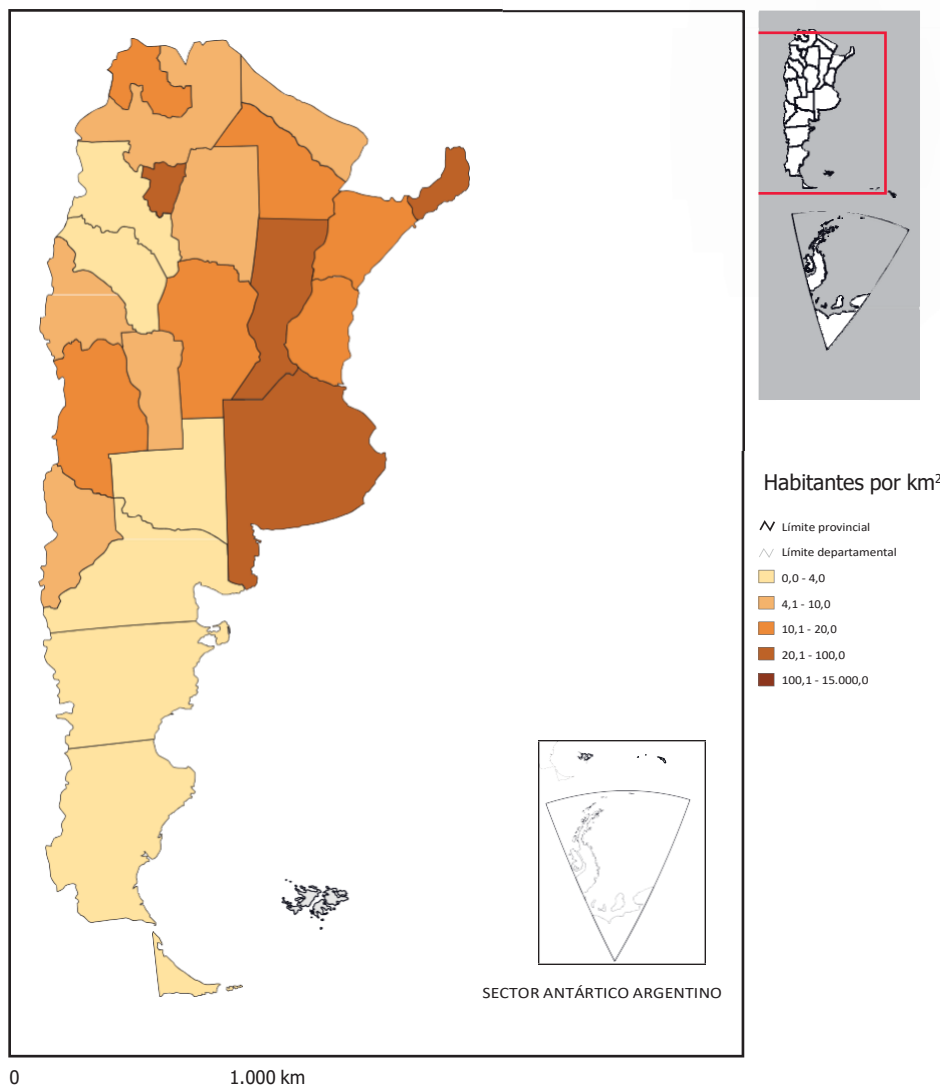 Habitantes por km²
Límite provincial
Límite departamental
0,0 - 4,0
4,1 - 10,0
10,1 - 20,0
20,1 - 100,0
100,1 - 15.000,0
SECTOR ANTÁRTICO ARGENTINO
0 1.000 km